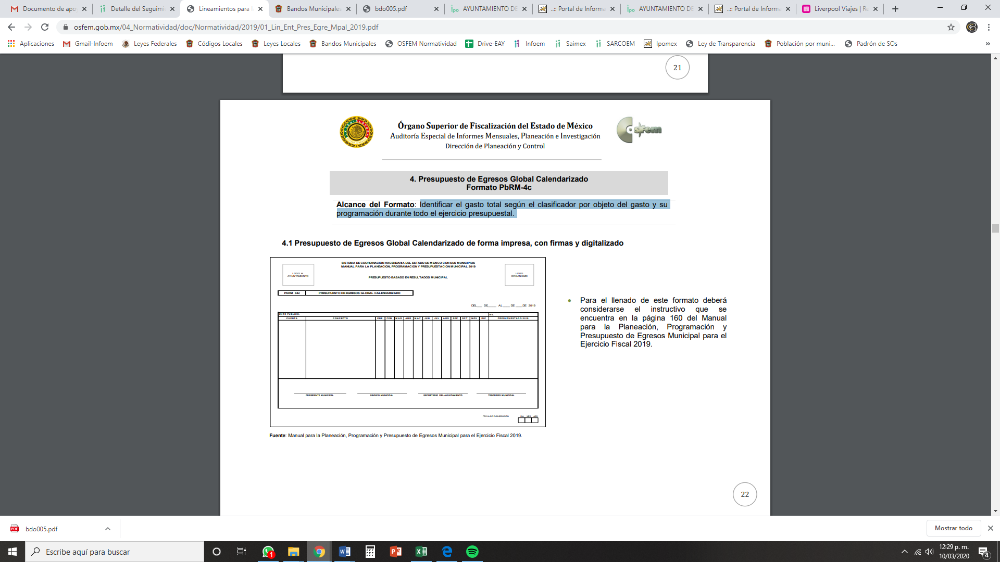 Documento de apo
Detalle del Seguimi
Lineamientos para l
Bandos Municipales
bdo005.pdf
AYUNTAMIENTO DE
..:: Portal de Informa
AYUNTAMIENTO DE
..:: Portal de Informa
Liverpool Viajes | Re
osfem.gob.mx/04_Normatividad/doc/Normatividad/2019/01_Lin_Ent_Pres_Egre_Mpal_2019.pdf
Aplicaciones
Gmail-Infoem
Leyes Federales
Códigos Locales
Leyes Locales
Bandos Municipales
OSFEM Normatividad
Drive-EAY
Infoem
Saimex
SARCOEM
Ipomex
Ley de Transparencia
Población por muni...
Padrón de SOs
21
Órgano Superior de Fiscalización del Estado de México
Auditoría Especial de Informes Mensuales, Planeación e Investigación
Dirección de Planeación y Control
osfem
4. Presupuesto de Egresos Global Calendarizado
Formato PbRM-4c
Alcance del Formato: Identificar el gasto total según el clasificador por objeto del gasto y su
programación durante todo el ejercicio presupuestal.
4.1 Presupuesto de Egresos Global Calendarizado de forma impresa, con firmas y digitalizado
SISTEMA DE COORDINACION HACENDARIA DEL ESTADO DE MEXICO CON SUS MUNICIPIOS
MANUAL PARA LA PLANEACION, PROGRAMACION Y PRESUPUESTACION MUNICIPAL 2019
LOGO H.
AYUNTAMIENTO
LOGO
ORGANISMO
PRESUPUESTO BASADO EN RESULTADOS MUNICIPAL
PbRM 04c
PRESUPUESTO DE EGRESOS GLOBAL CALENDARIZADO
DEL___ DE_____ AL____ DE ____DE 2019
ENTE PUBLICO:
No.
CUENTA CONCEPTO ENE FEB MAR ABR MAY JUN JUL AGO SEP OCT NOV DIC PRESUPUESTADO 2019
PRESIDENTE MUNICIPAL
SINDICO MUNICIPAL
SECRETARIO DEL AYUNTAMIENTO
TESORERO MUNICIPAL
FECHA DE ELABORACIÓN
DIA MES AÑO
Para el llenado de este formato deberá
considerarse el instructivo que se
encuentra en la página 160 del Manual
para la Planeación, Programación y
Presupuesto de Egresos Municipal para el
Ejercicio Fiscal 2019.
Fuente: Manual para la Planeación, Programación y Presupuesto de Egresos Municipal para el Ejercicio Fiscal 2019.
22
bdo005.pdf
Mostrar todo
Escribe aquí para buscar
1
12:29 p. m.
10/03/2020
4